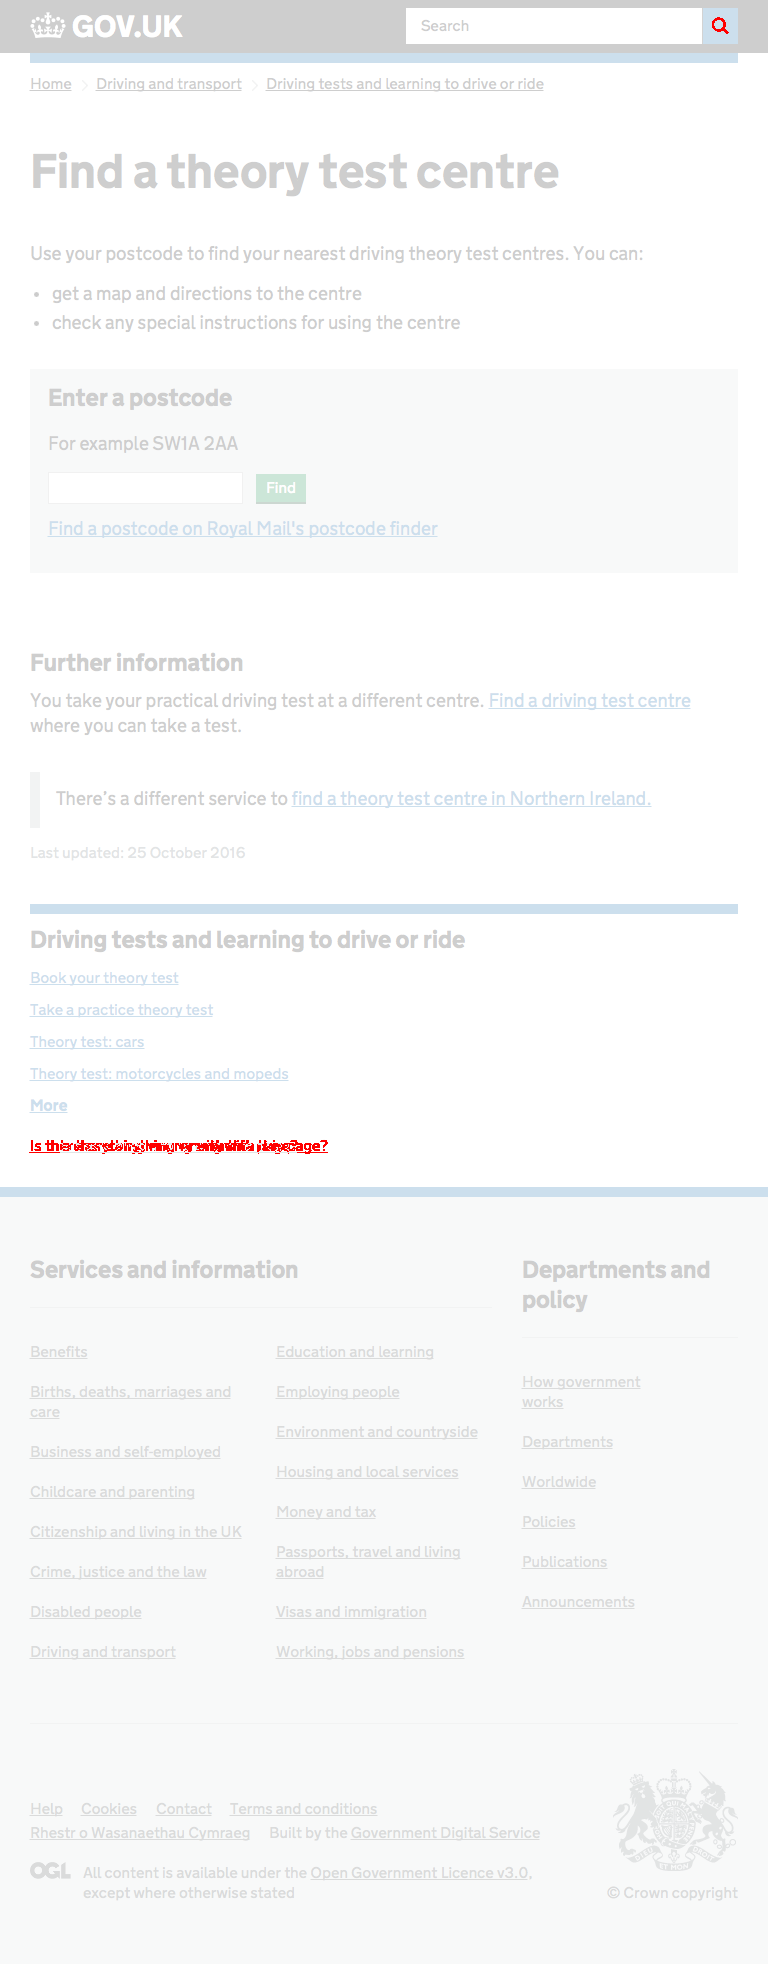 GOV.UK
Search
Home
Driving and transport
Driving tests and learning to drive or ride
Find a theory test centre
Use your postcode to find your nearest driving theory test centres. You can:
• get a map and directions to the centre
• check any special instructions for using the centre
Enter a postcode
For example SW1A 2AA
Find
Find a postcode on Royal Mail's postcode finder
Further information
You take your practical driving test at a different centre. Find a driving test centre
where you can take a test.
There’s a different service to find a theory test centre in Northern Ireland.
Last updated: 25 October 2016
Driving tests and learning to drive or ride
Book your theory test
Take a practice theory test
Theory test: cars
Theory test: motorcycles and mopeds
More
Services and information
Benefits
Births, deaths, marriages and
care
Business and self-employed
Childcare and parenting
Citizenship and living in the UK
Crime, justice and the law
Disabled people
Driving and transport
Education and learning
Employing people
Environment and countryside
Housing and local services
Money and tax
Passports, travel and living
abroad
Visas and immigration
Working, jobs and pensions
Departments and
policy
How government
works
Departments
Worldwide
Policies
Publications
Announcements
Help
Cookies
Contact
Terms and conditions
Rhestr o Wasanaethau Cymraeg
Built by the Government Digital Service
OGL
All content is available under the Open Government Licence v3.0,
except where otherwise stated
© Crown copyright